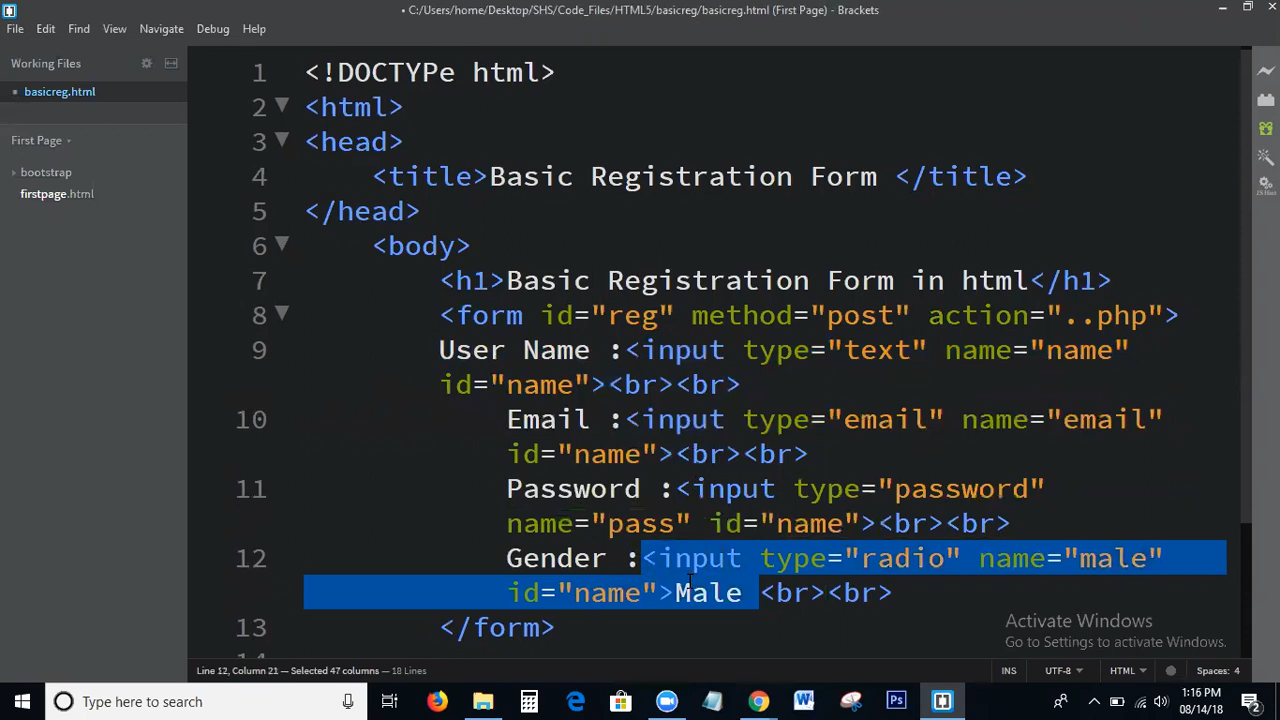 • C:/Users/home/Desktop/SHS/Code_Files/HTML5/basicreg/basicreg.html (First Page) - Brackets
File Edit Find View Navigate Debug Help
Working Files
• basicreg.html
First Page
bootstrap
firstpage.html
1 <!DOCTYPe html>
2 <html>
3 <head>
4 <title>Basic Registration Form </title>
5 </head>
6 <body>
7 <h1>Basic Registration Form in html</h1>
8 <form id="reg" method="post" action="..php">
9 User Name :<input type="text" name="name"
id="name"><br><br>
10 Email :<input type="email" name="email"
id="name"><br><br>
11 Password :<input type="password"
name="pass" id="name"><br><br>
12 Gender :<input type="radio" name="male"
id="name">Male <br><br>
13 </form>
Activate Windows
Go to Settings to activate Windows.
Line 12, Column 21 — Selected 47 columns — 18 Lines
INS UTF-8 HTML Spaces: 4
Type here to search
W
Ps
1:16 PM
08/14/18
2